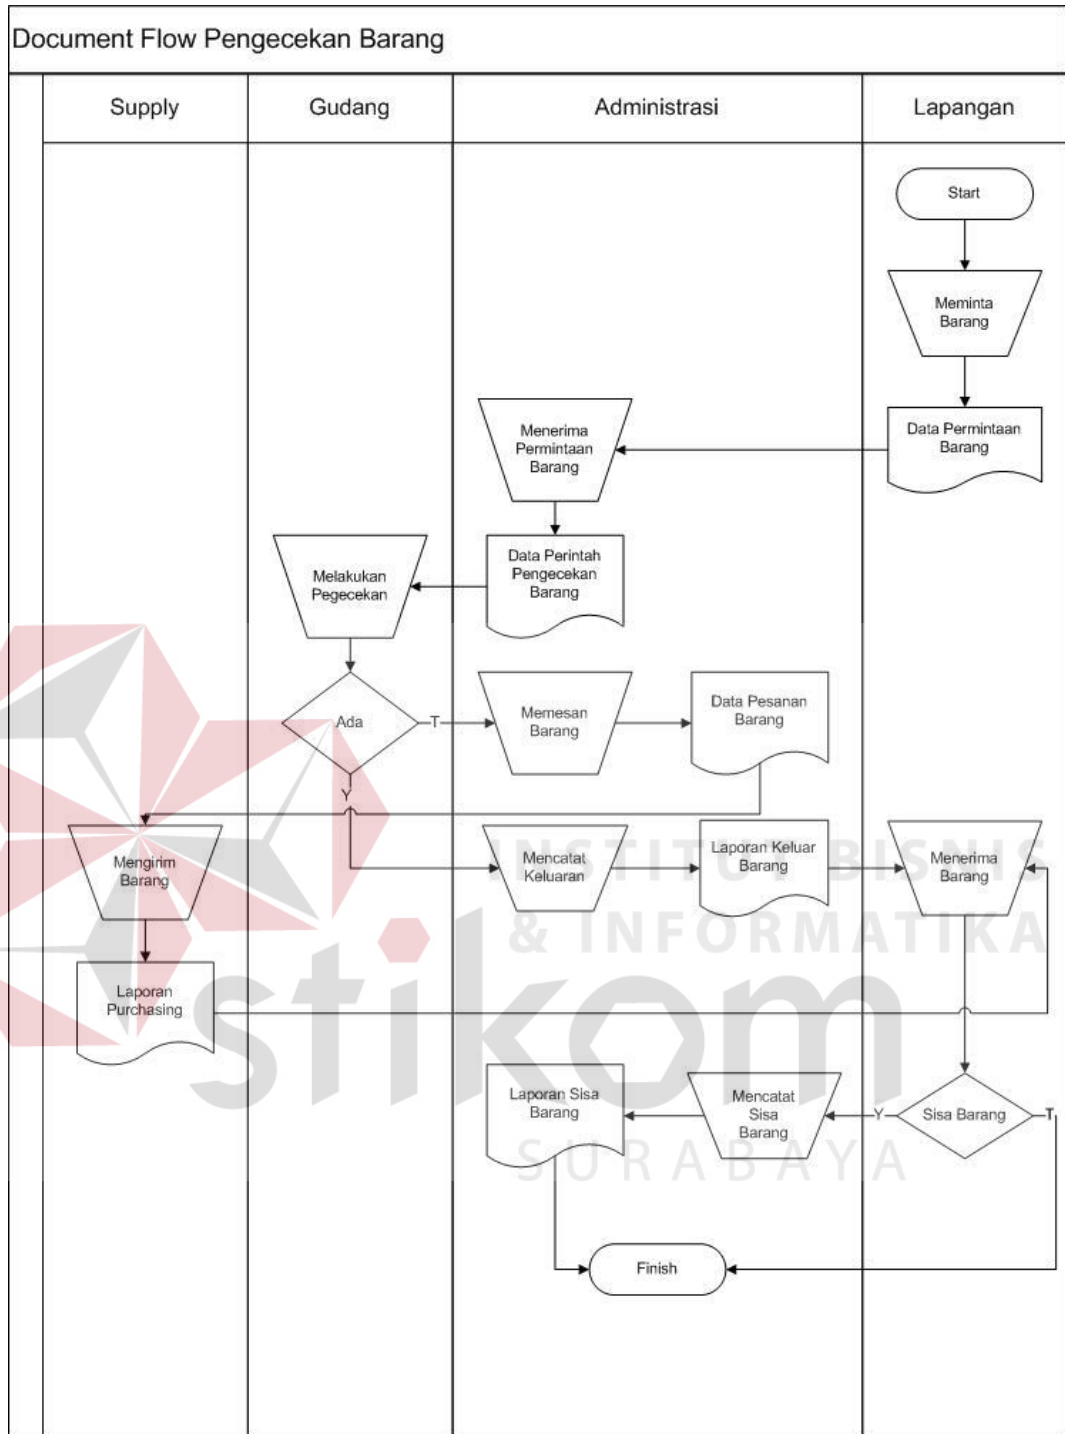 Document Flow Pengecekan Barang
Supply
Gudang
Administrasi
Lapangan
Start
Meminta
Barang
Data Permintaan
Barang
Menerima
Permintaan
Barang
Data Perintah
Pengecekan
Barang
Melakukan
Pegecekan
Ada
T
Y
Memesan
Barang
Data Pesanan
Barang
Mengirim
Barang
Mencatat
Keluaran
Laporan Keluar
Barang
Menerima
Barang
Laporan
Purchasing
Sisa Barang
Y
T
Mencatat
Sisa
Barang
Laporan Sisa
Barang
Finish
INSTITUT BISNIS
& INFORMATIKA
stikom
SURABAYA